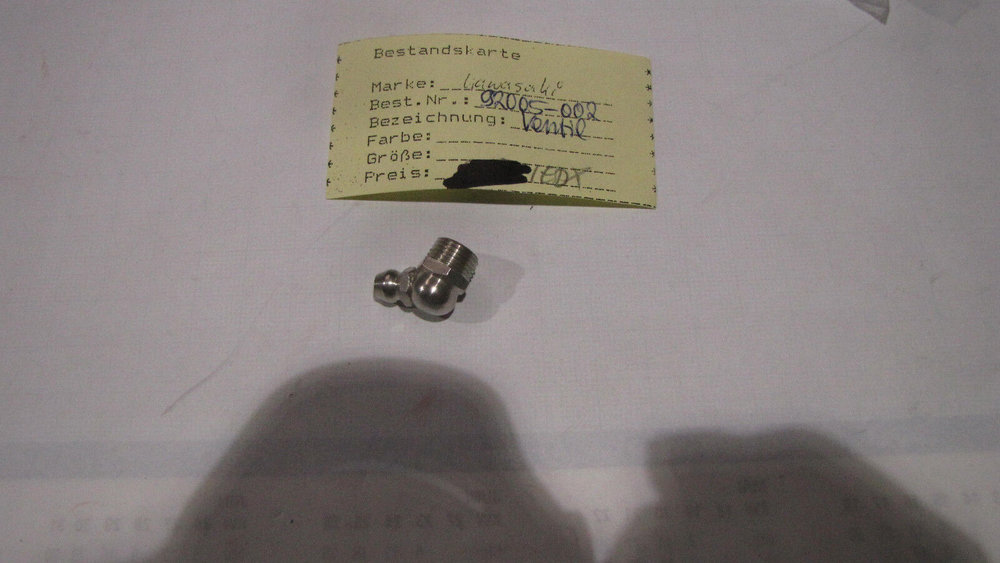 Bestandskarte
Marke: Kawasaki
Best.Nr.: 92005-002
Bezeichnung: Ventil
Farbe:
Größe:
Preis: